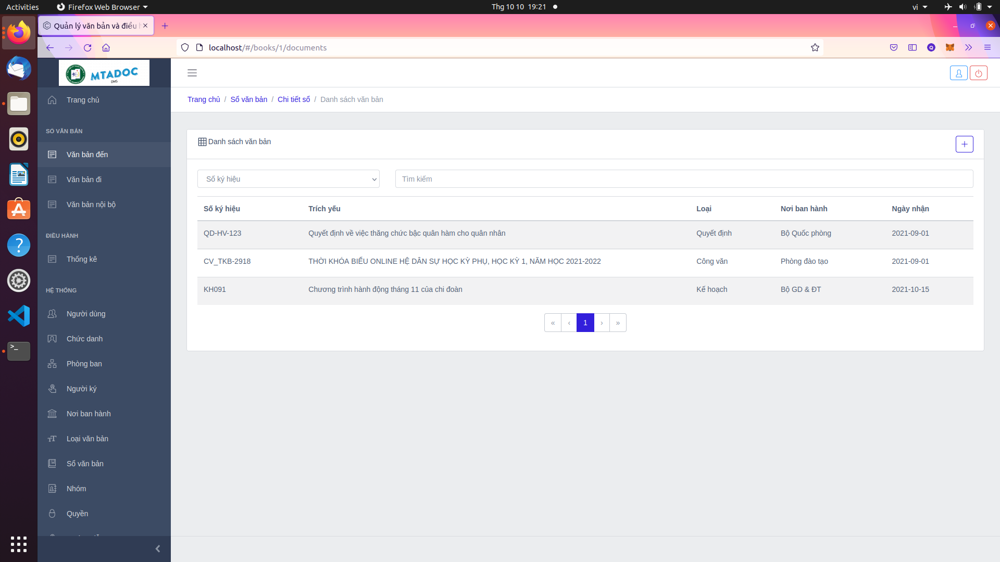 Activities
Firefox Web Browser
Thg 10 10 19:21
vi
Quản lý văn bản và điều h
localhost/#/books/1/documents
MTADOC
DMS
Trang chủ
SỔ VĂN BẢN
Văn bản đến
Văn bản đi
Văn bản nội bộ
ĐIỀU HÀNH
Thống kê
HỆ THỐNG
Người dùng
Chức danh
Phòng ban
Người ký
Nơi ban hành
Loại văn bản
Sổ văn bản
Nhóm
Quyền
Trang chủ / Sổ văn bản / Chi tiết sổ / Danh sách văn bản
Danh sách văn bản
Số ký hiệu
Tìm kiếm
Số ký hiệu Trích yếu Loại Nơi ban hành Ngày nhận
QD-HV-123 Quyết định về việc thăng chức bậc quân hàm cho quân nhân Quyết định Bộ Quốc phòng 2021-09-01
CV_TKB-2918 THỜI KHÓA BIỂU ONLINE HỆ DÂN SỰ HỌC KỲ PHỤ, HỌC KỲ 1, NĂM HỌC 2021-2022 Công văn Phòng đào tạo 2021-09-01
KH091 Chương trình hành động tháng 11 của chi đoàn Kế hoạch Bộ GD & ĐT 2021-10-15
« ‹ 1 › »